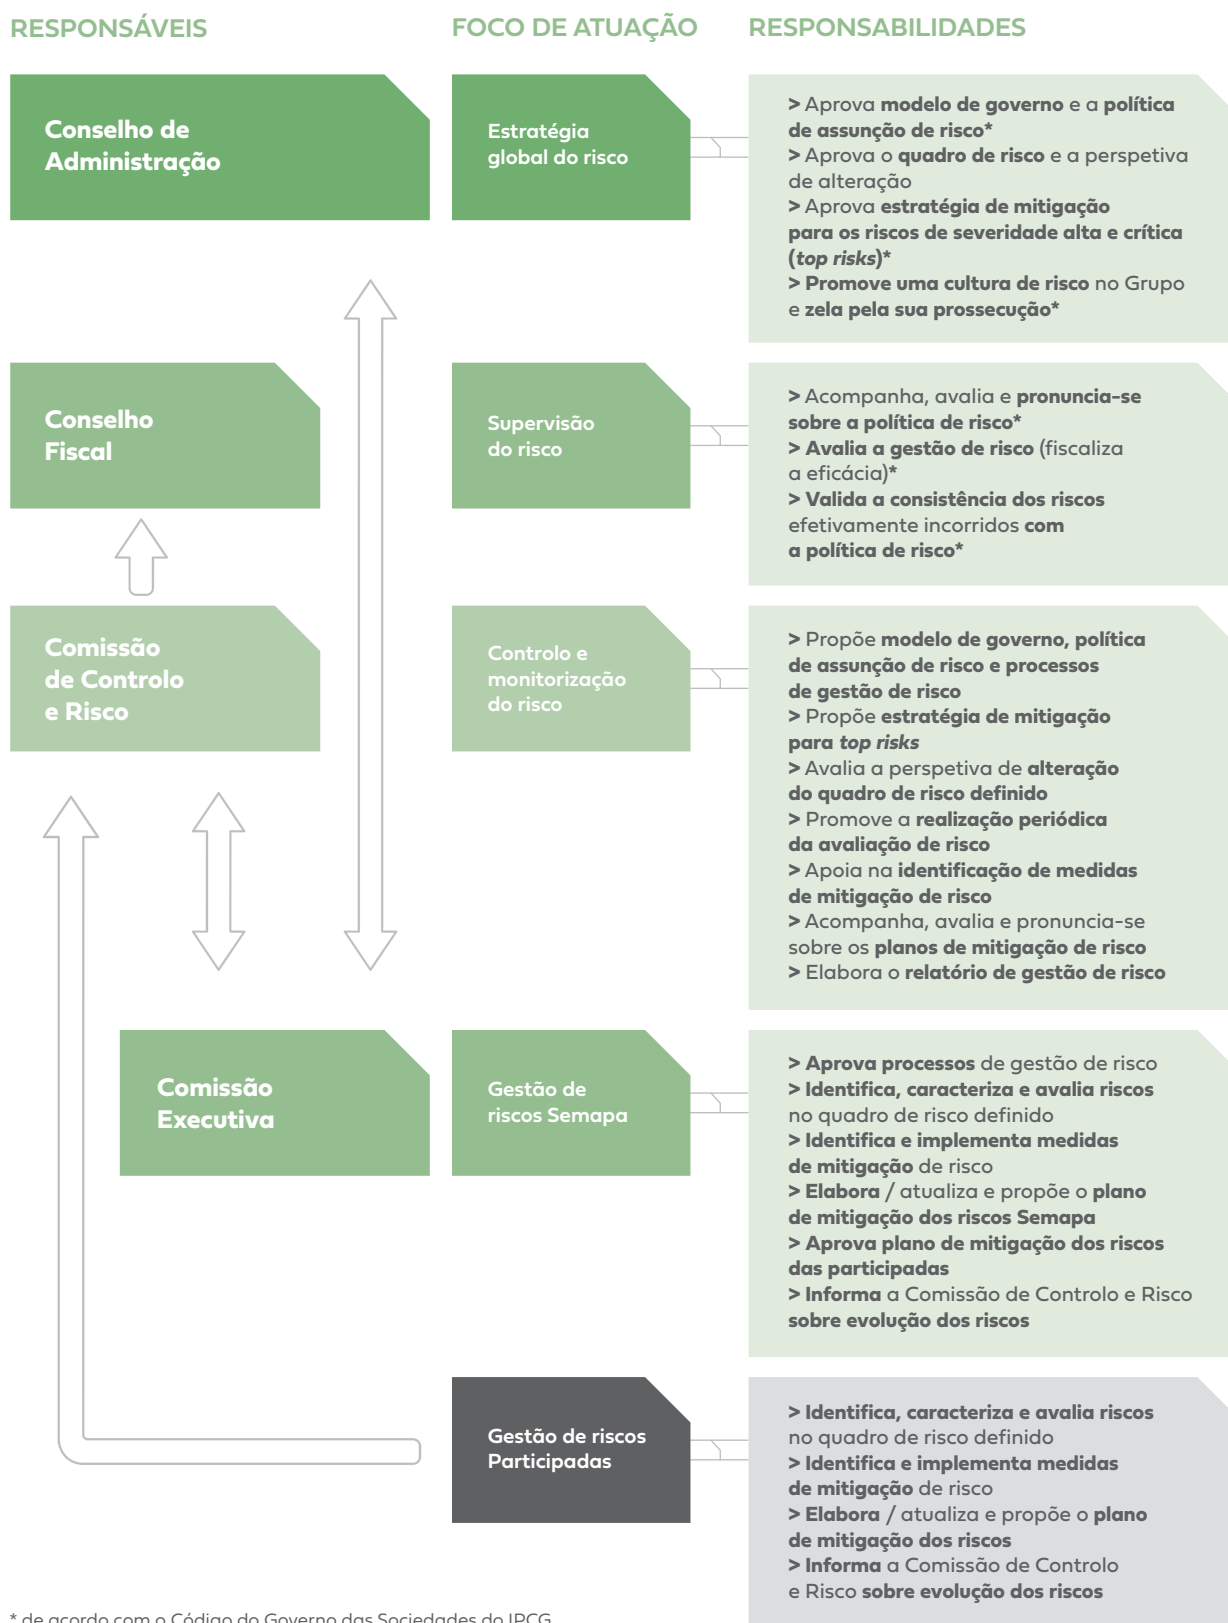 RESPONSÁVEIS
FOCO DE ATUAÇÃO
RESPONSABILIDADES
Conselho de
Administração
Estratégia
global do risco
> Aprova modelo de governo e a política
de assunção de risco*
> Aprova o quadro de risco e a perspetiva
de alteração
> Aprova estratégia de mitigação
para os riscos de severidade alta e crítica
(top risks)*
> Promove uma cultura de risco no Grupo
e zela pela sua prossecução*
Conselho
Fiscal
Supervisão
do risco
> Acompanha, avalia e pronuncia-se
sobre a política de risco*
> Avalia a gestão de risco (fiscaliza
a eficácia)*
> Valida a consistência dos riscos
efetivamente incorridos com
a política de risco*
Comissão
de Controlo
e Risco
Controlo e
monitorização
do risco
> Propõe modelo de governo, política
de assunção de risco e processos
de gestão de risco
> Propõe estratégia de mitigação
para top risks
> Avalia a perspetiva de alteração
do quadro de risco definido
> Promove a realização periódica
da avaliação de risco
> Apoia na identificação de medidas
de mitigação de risco
> Acompanha, avalia e pronuncia-se
sobre os planos de mitigação de risco
> Elabora o relatório de gestão de risco
Comissão
Executiva
Gestão de
riscos Semapa
> Aprova processos de gestão de risco
> Identifica, caracteriza e avalia riscos
no quadro de risco definido
> Identifica e implementa medidas
de mitigação de risco
> Elabora / atualiza e propõe o plano
de mitigação dos riscos Semapa
> Aprova plano de mitigação dos riscos
das participadas
> Informa a Comissão de Controlo e Risco
sobre evolução dos riscos
Gestão de riscos
Participadas
> Identifica, caracteriza e avalia riscos
no quadro de risco definido
> Identifica e implementa medidas
de mitigação de risco
> Elabora / atualiza e propõe o plano
de mitigação dos riscos
> Informa a Comissão de Controlo
e Risco sobre evolução dos riscos
* de acordo com o Código do Governo das Sociedades do IPCG